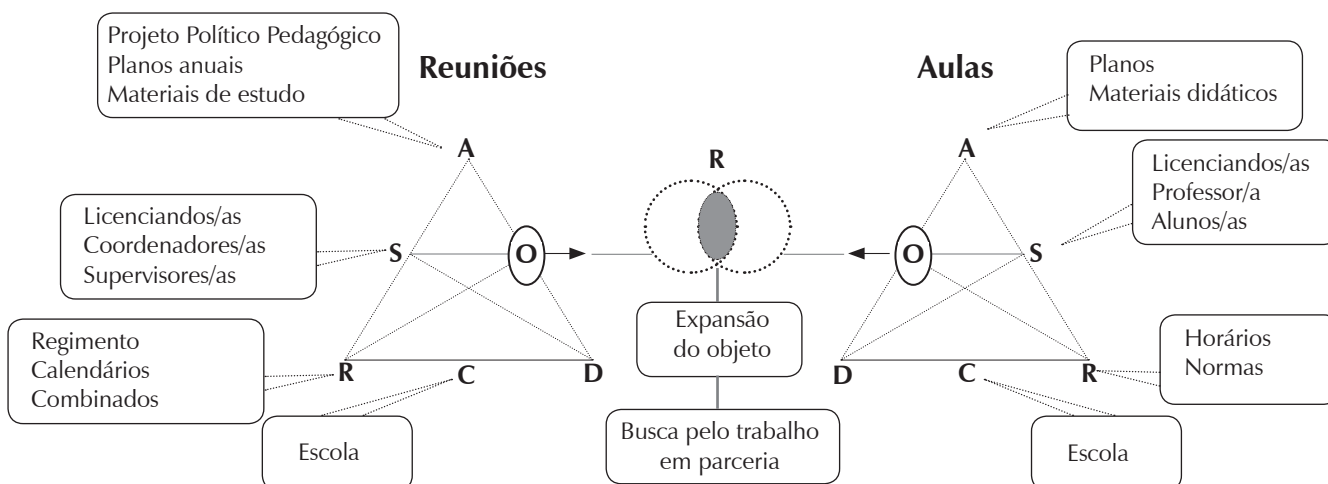 Projeto Político Pedagógico
Planos anuais
Materiais de estudo
Reuniões
Aulas
Planos
Materiais didáticos
A
R
A
Licenciandos/as
Coordenadores/as
Supervisores/as
S
O
O
S
Licenciandos/as
Professor/a
Alunos/as
Regimento
Calendários
Combinados
R
C
D
Expansão
do objeto
D
C
R
Horários
Normas
Escola
Busca pelo trabalho
em parceria
Escola